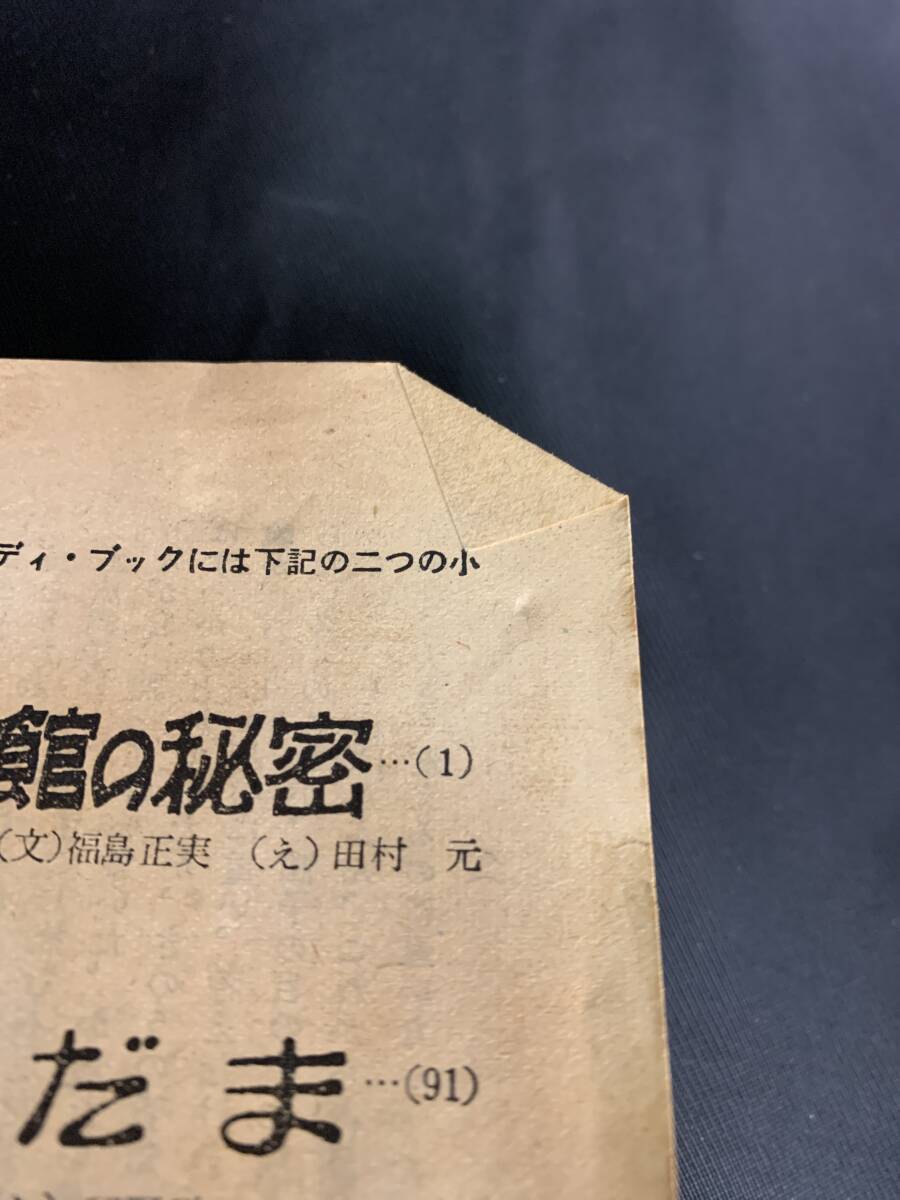 ディ・ブックには下記の二つの小
館の秘密…(1)
(文)福島正実 (え)田村 元
だま…(91)